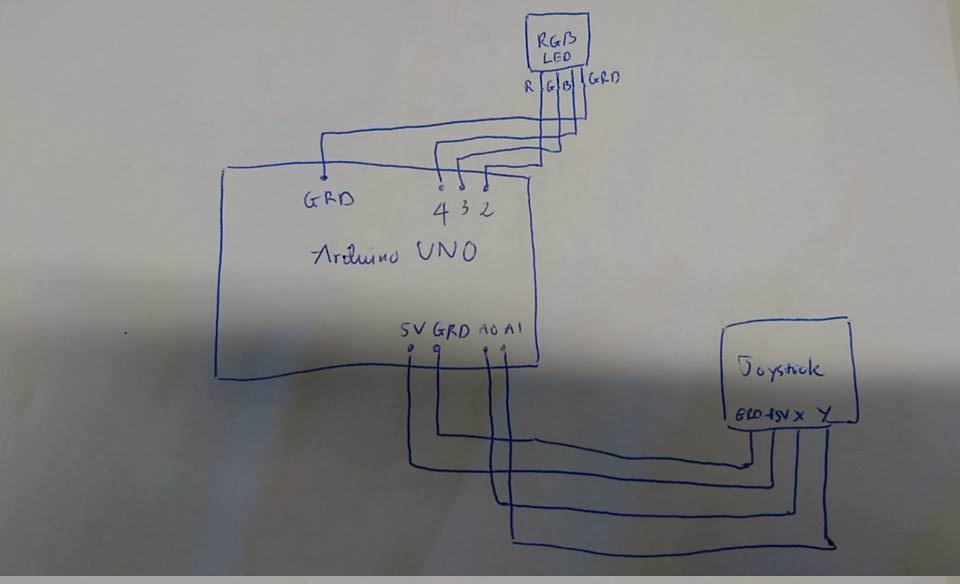 RGB
LED
R G B GRD
GRD
4 3 2
Arduino UNO
5V GRD A0 A1
Joystick
GRD +5V X Y